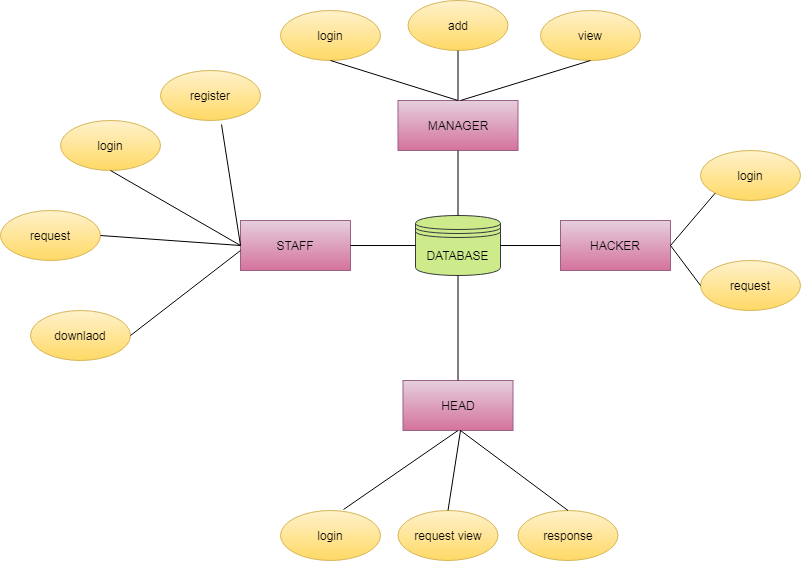 login
add
view
register
MANAGER
login
login
request
STAFF
DATABASE
HACKER
request
downlaod
HEAD
login
request view
response